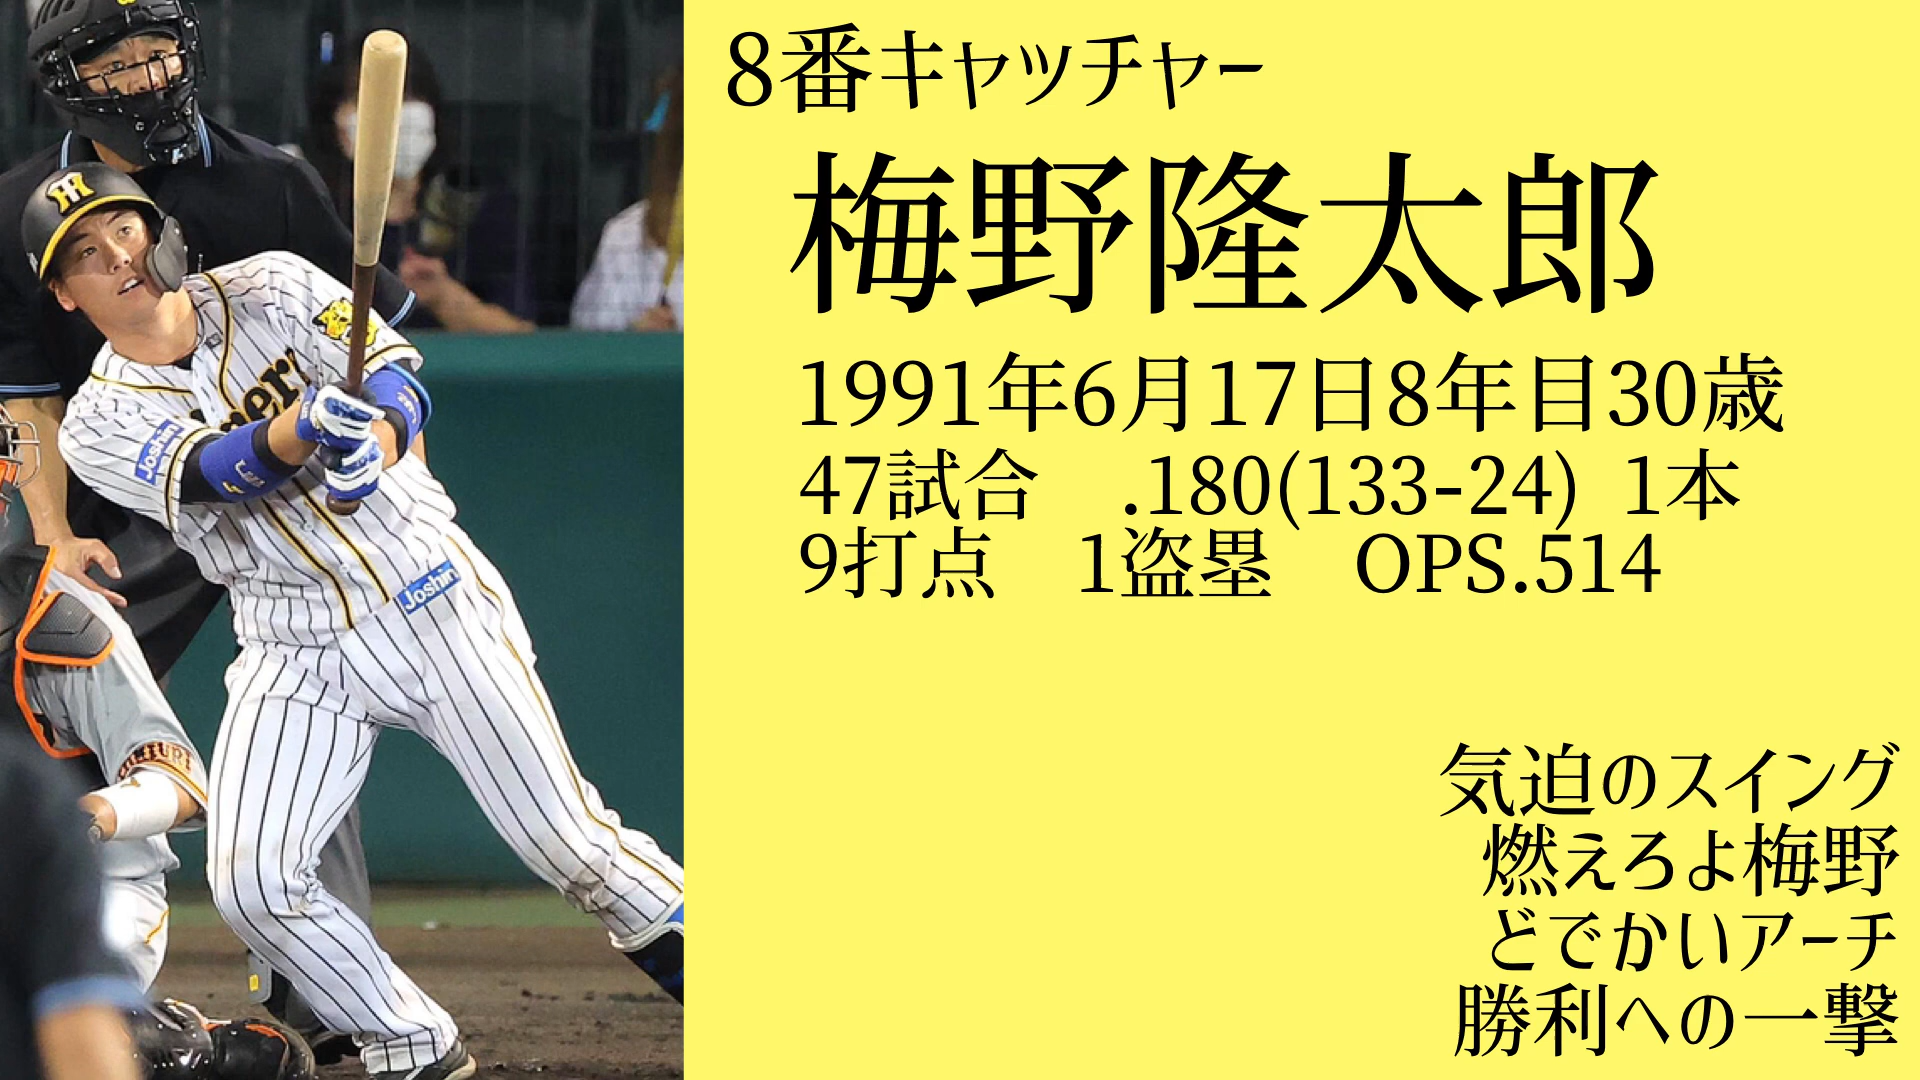 8番キャッチャー
梅野隆太郎
1991年6月17日8年目30歳
47試合　.180(133-24)  1本
9打点　1盗塁　OPS.514
気迫のスイング
燃えろよ梅野
どでかいアーチ
勝利への一撃
Joshin
Joshin